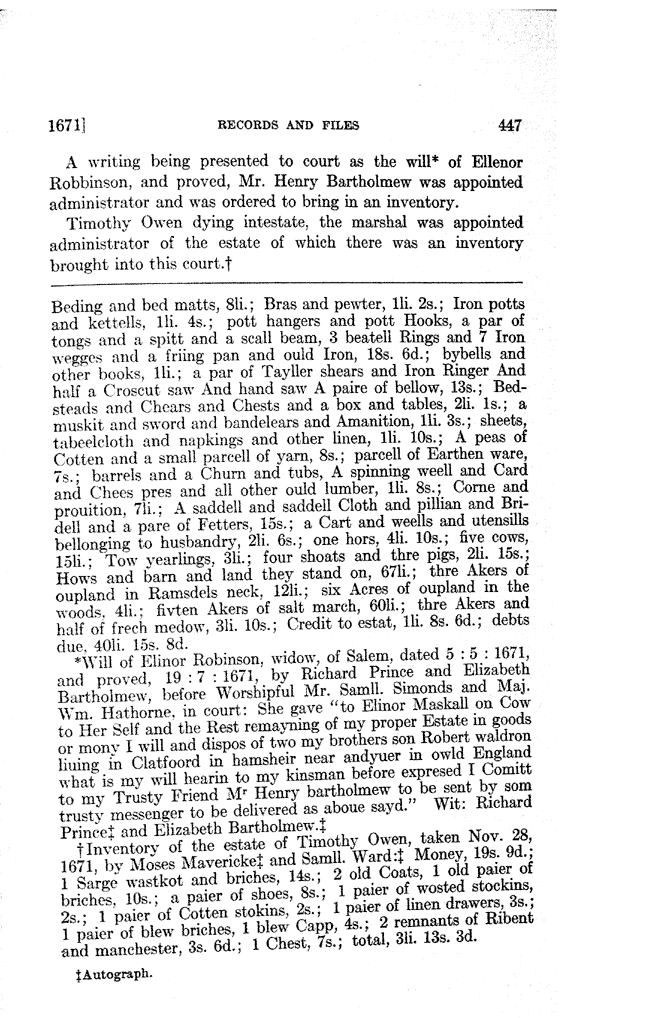 1671] RECORDS AND FILES 447
A writing being presented to court as the will* of Ellenor
Robbinson, and proved, Mr. Henry Bartholmew was appointed
administrator and was ordered to bring in an inventory.
Timothy Owen dying intestate, the marshal was appointed
administrator of the estate of which there was an inventory
brought into this court.†
Beding and bed matts, 8li.; Bras and pewter, 1li. 2s.; Iron potts
and kettells, 1li. 4s.; pott hangers and pott Hooks, a par of
tongs and a spitt and a scall beam, 3 beatell Rings and 7 Iron
wegges and a friing pan and ould Iron, 18s. 6d.; bybells and
other books, 1li.; a par of Tayller shears and Iron Ringer And
half a Croscut saw And hand saw A paire of bellow, 13s.; Bed-
steads and Chears and Chests and a box and tables, 2li. 1s.; a
muskit and sword and bandelears and Amanition, 1li. 3s.; sheets,
tabeelcloth and napkings and other linen, 1li. 10s.; A peas of
Cotten and a small parcell of yarn, 8s.; parcell of Earthen ware,
7s.; barrels and a Churn and tubs, A spinning weell and Card
and Chees pres and all other ould lumber, 1li. 8s.; Corne and
prouition, 7li.; A saddell and saddell Cloth and pillian and Bri-
dell and a pare of Fetters, 15s.; a Cart and weells and utensills
bellonging to husbandry, 2li. 6s.; one hors, 4li. 10s.; five cows,
15li.; Tow yearlings, 3li.; four shoats and thre pigs, 2li. 15s.;
Hows and barn and land they stand on, 67li.; thre Akers of
oupland in Ramsdels neck, 12li.; six Acres of oupland in the
woods, 4li.; fivten Akers of salt march, 60li.; thre Akers and
half of frech medow, 3li. 10s.; Credit to estat, 1li. 8s. 6d.; debts
due, 40li. 15s. 8d.
*Will of Elinor Robinson, widow, of Salem, dated 5 : 5 : 1671,
and proved, 19 : 7 : 1671, by Richard Prince and Elizabeth
Bartholmew, before Worshipful Mr. Samll. Simonds and Maj.
Wm. Hathorne, in court: She gave "to Elinor Maskall on Cow
to Her Self and the Rest remayning of my proper Estate in goods
or mony I will and dispos of two my brothers son Robert waldron
liuing in Clatfoord in hamsheir near andyuer in owld England
what is my will hearin to my kinsman before expresed I Comitt
to my Trusty Friend Mr Henry bartholmew to be sent by som
trusty messenger to be delivered as aboue sayd." Wit: Richard
Prince‡ and Elizabeth Bartholmew.‡
†Inventory of the estate of Timothy Owen, taken Nov. 28,
1671, by Moses Mavericke‡ and Samll. Ward:‡ Money, 19s. 9d.;
1 Sarge wastkot and briches, 14s.; 2 old Coats, 1 old paier of
briches, 10s.; a paier of shoes, 8s.; 1 paier of wosted stockins,
2s.; 1 paier of Cotten stokins, 2s.; 1 paier of linen drawers, 3s.;
1 paier of blew briches, 1 blew Capp, 4s.; 2 remnants of Ribent
and manchester, 3s. 6d.; 1 Chest, 7s.; total, 3li. 13s. 3d.
‡Autograph.